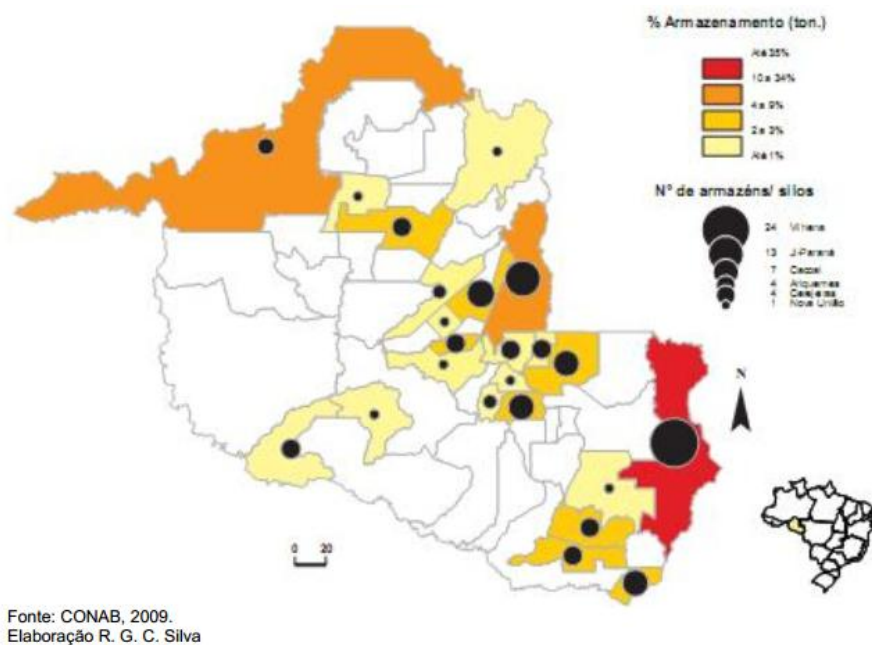 % Armazenamento (ton.)
Até 35%
10 a 34%
4 a 9%
2 a 3%
Até 1%
Nº de armazéns/ silos
24 Vilhena
13 Ji-Paraná
7 Cacoal
4 Ariquemes
4 Cerejeiras
1 Nova União
N
0 20
Fonte: CONAB, 2009.
Elaboração R. G. C. Silva